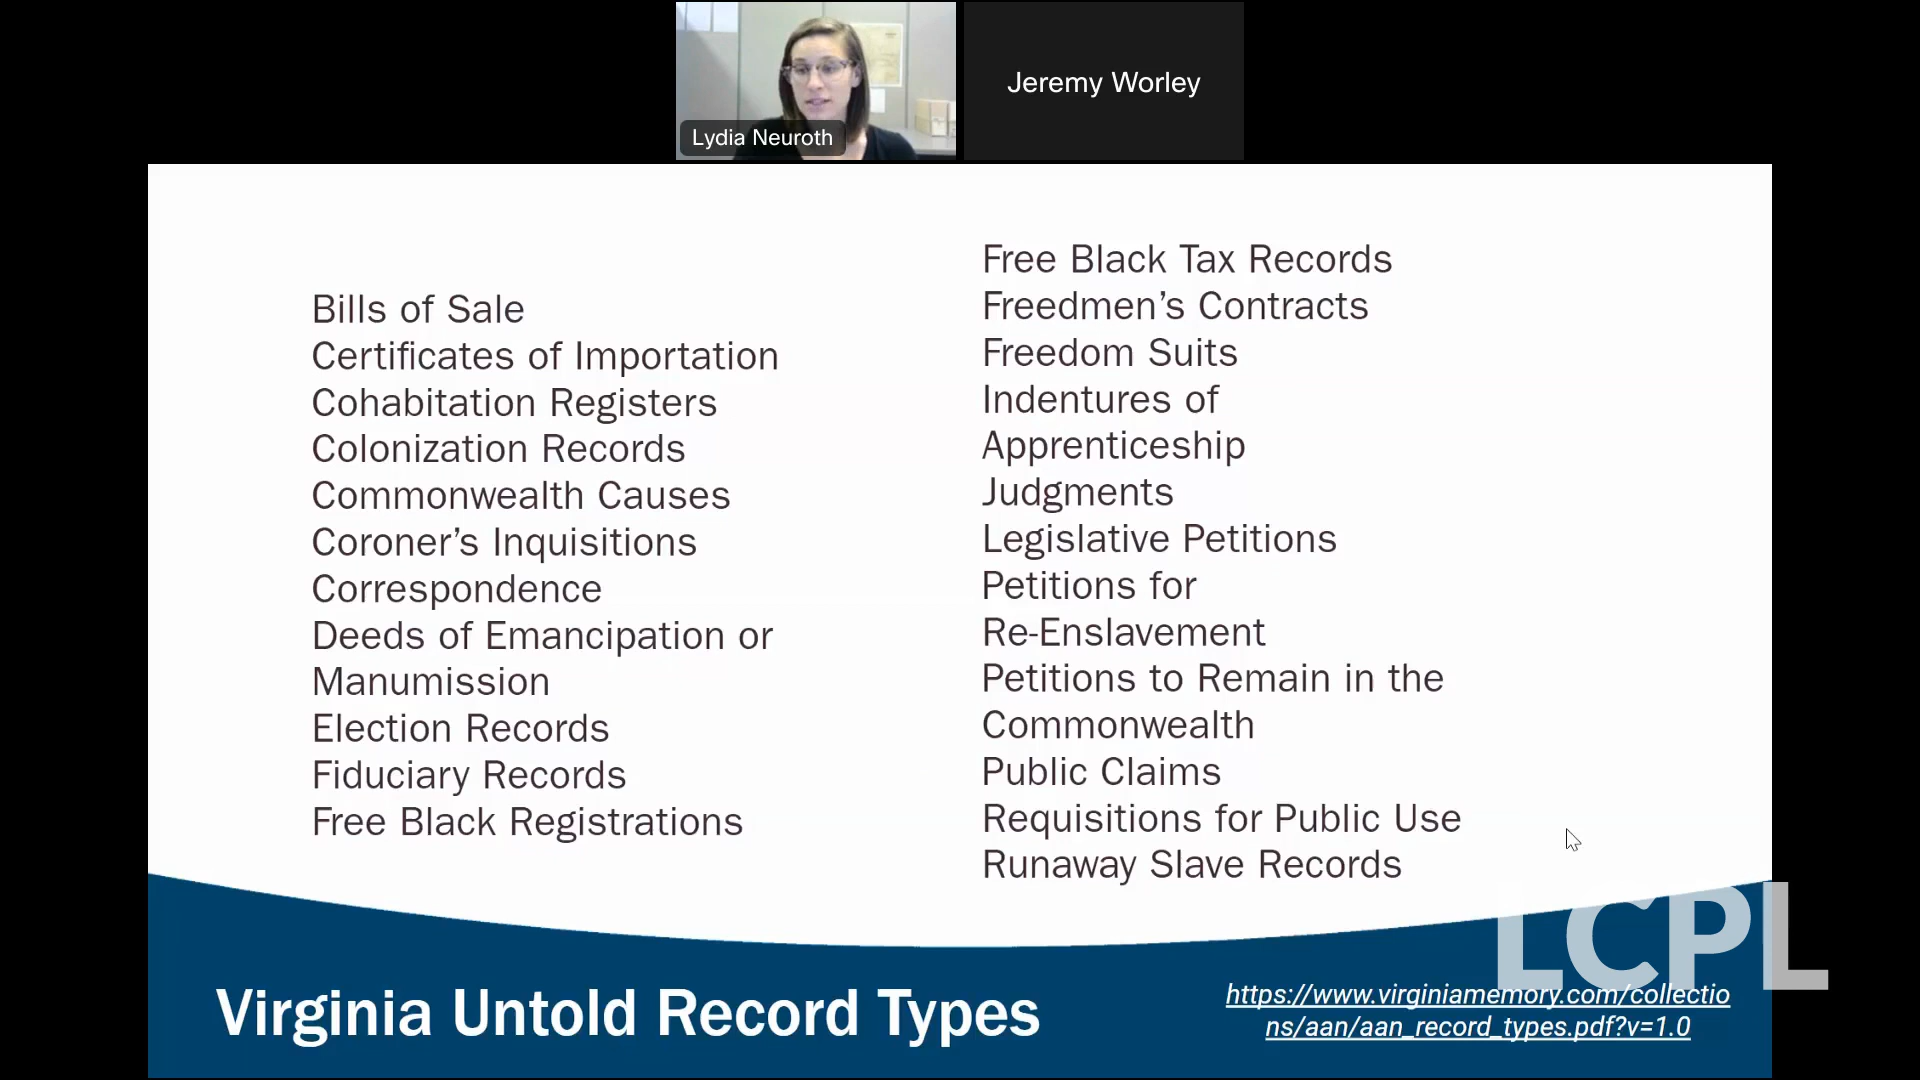 Lydia Neuroth
Jeremy Worley
Bills of Sale
Certificates of Importation
Cohabitation Registers
Colonization Records
Commonwealth Causes
Coroner’s Inquisitions
Correspondence
Deeds of Emancipation or
Manumission
Election Records
Fiduciary Records
Free Black Registrations
Free Black Tax Records
Freedmen’s Contracts
Freedom Suits
Indentures of
Apprenticeship
Judgments
Legislative Petitions
Petitions for
Re-Enslavement
Petitions to Remain in the
Commonwealth
Public Claims
Requisitions for Public Use
Runaway Slave Records
Virginia Untold Record Types
https://www.virginiamemory.com/collectio
ns/aan/aan_record_types.pdf?v=1.0
LCPL